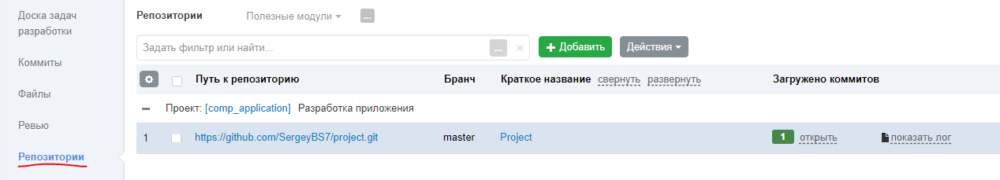 Доска задач
разработки
Коммиты
Файлы
Ревью
Репозитории
Репозитории Полезные модули ...
Задать фильтр или найти... ... × + Добавить Действия
Путь к репозиторию Бранч Краткое название свернуть развернуть Загружено коммитов
Проект: [comp_application] Разработка приложения
1 https://github.com/SergeyBS7/project.git master Project 1 открыть показать лог